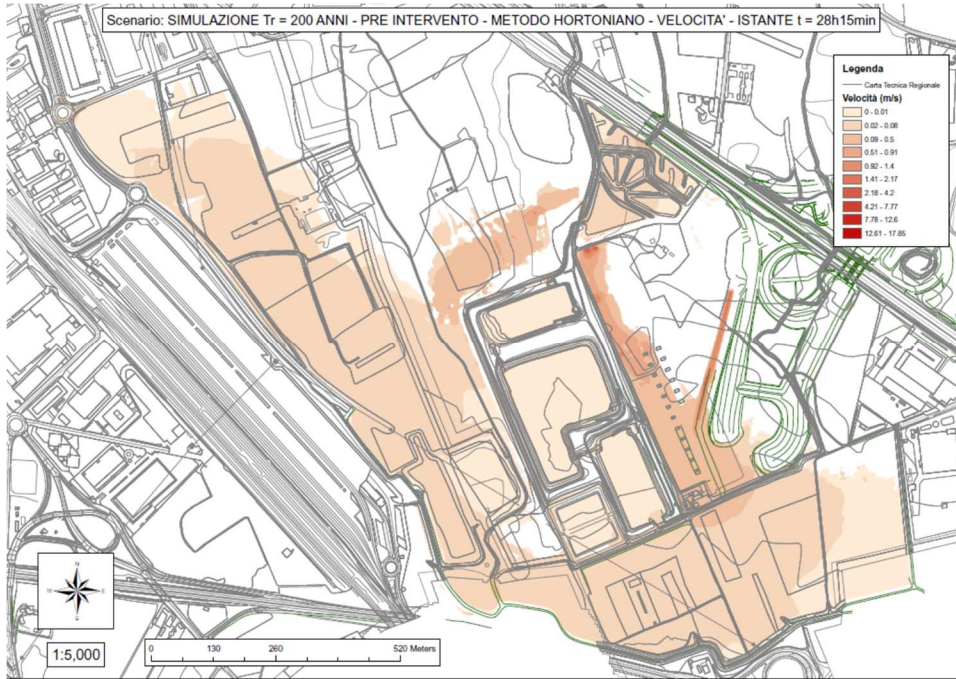 Scenario: SIMULAZIONE Tr = 200 ANNI - PRE INTERVENTO - METODO HORTONIANO - VELOCITA' - ISTANTE t = 28h15min
Legenda
Carta Tecnica Regionale
Velocità (m/s)
0 - 0.01
0.02 - 0.08
0.09 - 0.5
0.51 - 0.91
0.92 - 1.4
1.41 - 2.17
2.18 - 4.2
4.21 - 7.77
7.78 - 12.6
12.61 - 17.85
N
W E
S
1:5,000
0 130 260 520 Meters